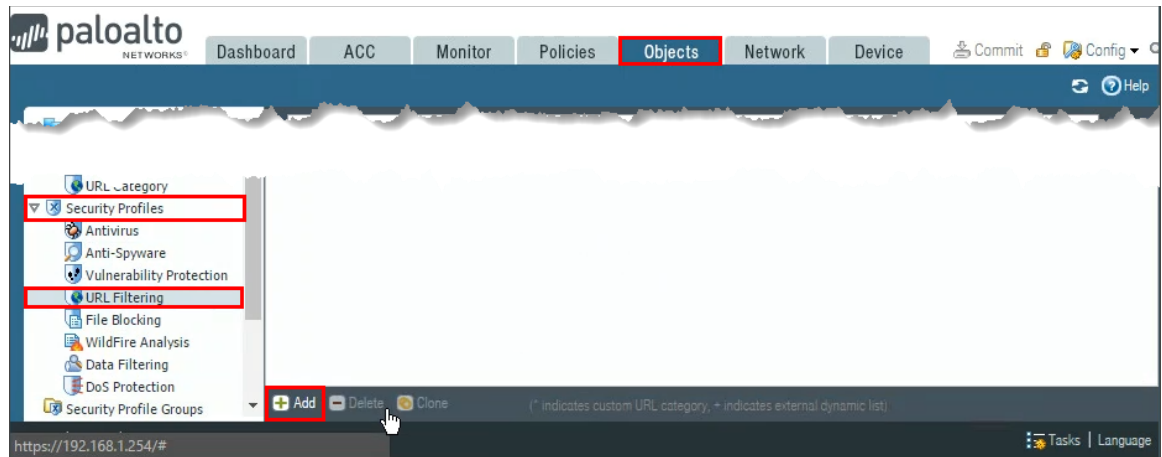 paloalto
NETWORKS®
Dashboard ACC Monitor Policies Objects Network Device Commit Config
Help
URL Category
Security Profiles
Antivirus
Anti-Spyware
Vulnerability Protection
URL Filtering
File Blocking
WildFire Analysis
Data Filtering
DoS Protection
Security Profile Groups
Add Delete Clone (* indicates custom URL category, + indicates external dynamic list)
https://192.168.1.254/#
Tasks | Language